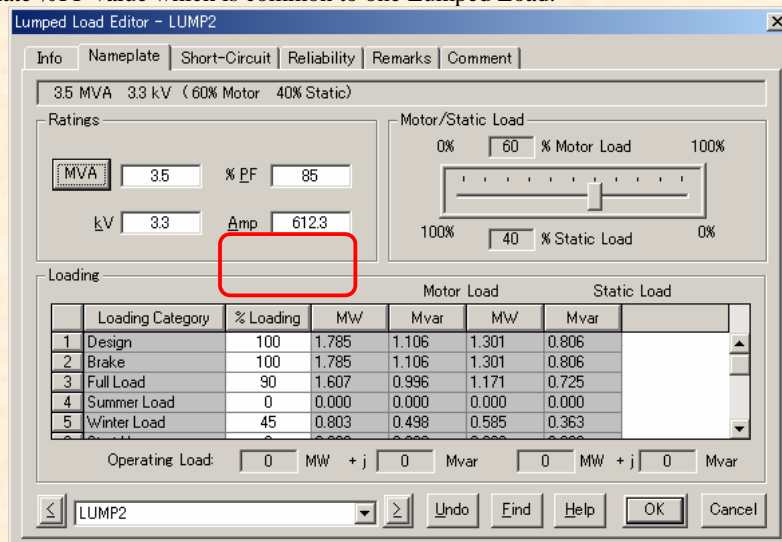 Lumped Load Editor - LUMP2
Info Nameplate Short-Circuit Reliability Remarks Comment
3.5 MVA 3.3 kV (60% Motor 40% Static)
Ratings
Motor/Static Load
0% 60 % Motor Load 100%
MVA 3.5 % PF 85
kV 3.3 Amp 612.3
100% 40 % Static Load 0%
Loading
Motor Load Static Load
Loading Category % Loading MW Mvar MW Mvar
1 Design 100 1.785 1.106 1.301 0.806
2 Brake 100 1.785 1.106 1.301 0.806
3 Full Load 90 1.607 0.996 1.171 0.725
4 Summer Load 0 0.000 0.000 0.000 0.000
5 Winter Load 45 0.803 0.498 0.585 0.363
Operating Load: 0 MW + j 0 Mvar 0 MW + j 0 Mvar
≤ LUMP2 ≥ Undo Find Help OK Cancel